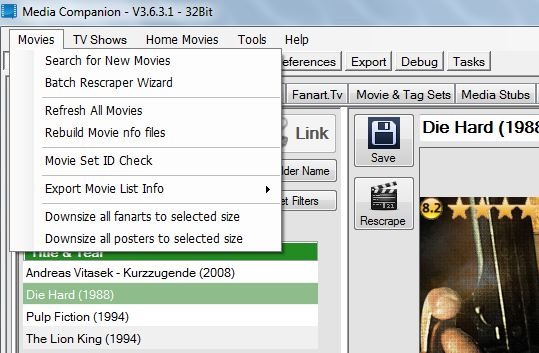 Media Companion - V3.6.3.1 - 32Bit
Movies TV Shows Home Movies Tools Help
Search for New Movies
Batch Rescraper Wizard
Refresh All Movies
Rebuild Movie nfo files
Movie Set ID Check
Export Movie List Info
Downsize all fanarts to selected size
Downsize all posters to selected size
eferences Export Debug Tasks
Fanart.Tv Movie & Tag Sets Media Stubs
Link
Save
Die Hard (198
lder Name
Rescrape
et Filters
8.2
Title & Year
Andreas Vitasek - Kurzzugende (2008)
Die Hard (1988)
Pulp Fiction (1994)
The Lion King (1994)